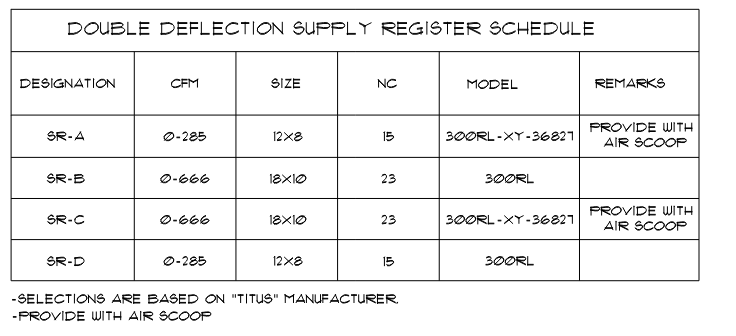 DOUBLE DEFLECTION SUPPLY REGISTER SCHEDULE
DESIGNATION CFM SIZE NC MODEL REMARKS
SR-A 0-285 12X8 15 300RL-XY-36827 PROVIDE WITH AIR SCOOP
SR-B 0-666 18X10 23 300RL
SR-C 0-666 18X10 23 300RL-XY-36827 PROVIDE WITH AIR SCOOP
SR-D 0-285 12X8 15 300RL
-SELECTIONS ARE BASED ON "TITUS" MANUFACTURER.
-PROVIDE WITH AIR SCOOP